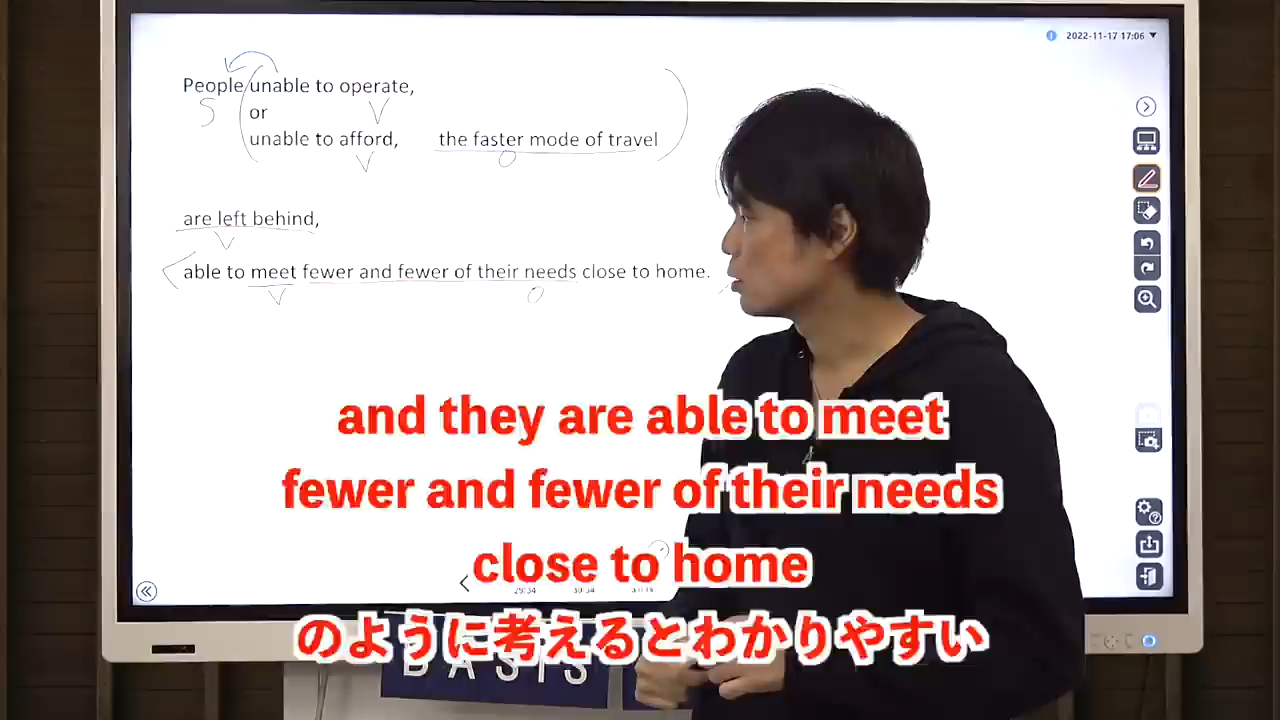 2022-11-17 17:06
People unable to operate,
S
V
or
unable to afford, the faster mode of travel
V
O
are left behind,
V
able to meet fewer and fewer of their needs close to home.
V
O
and they are able to meet
fewer and fewer of their needs
close to home
のように考えるとわかりやすい
BASIS